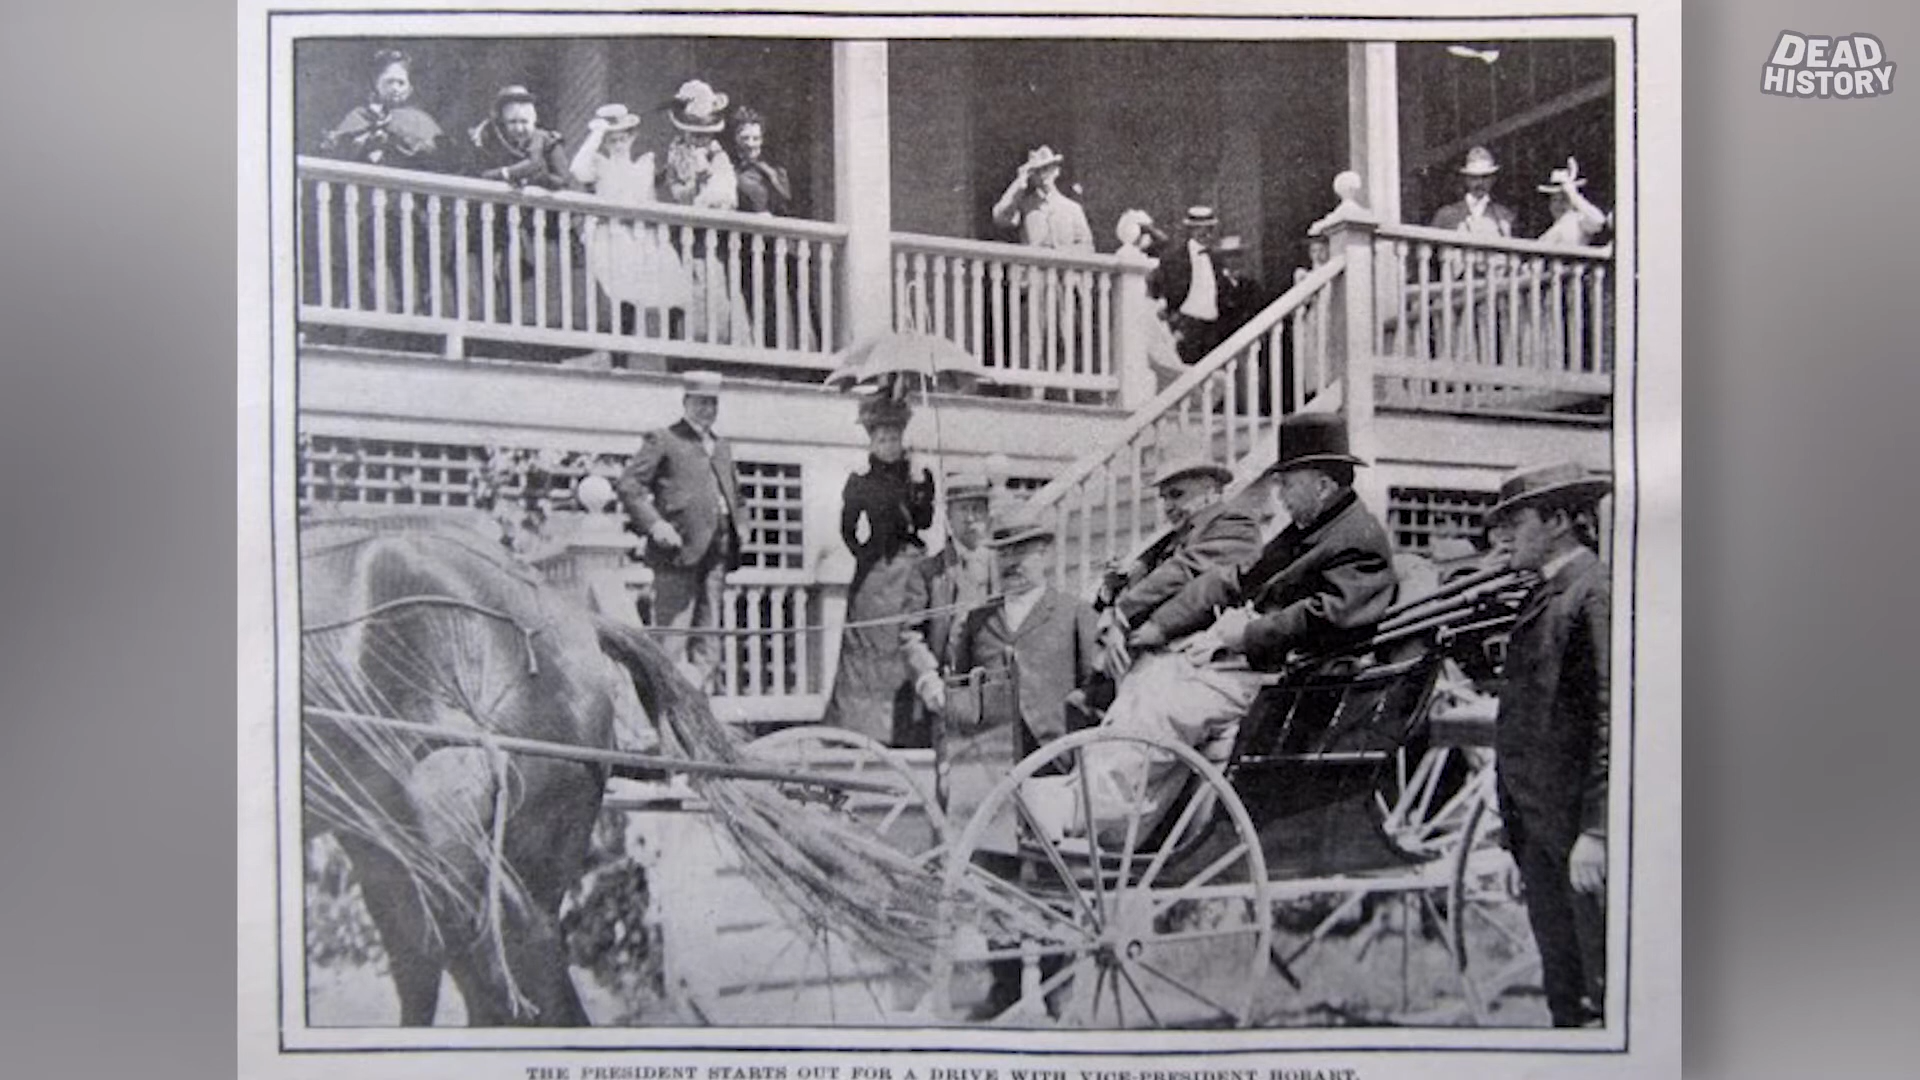 DEAD
HISTORY
THE PRESIDENT STARTS OUT FOR A DRIVE WITH VICE-PRESIDENT HOBART.